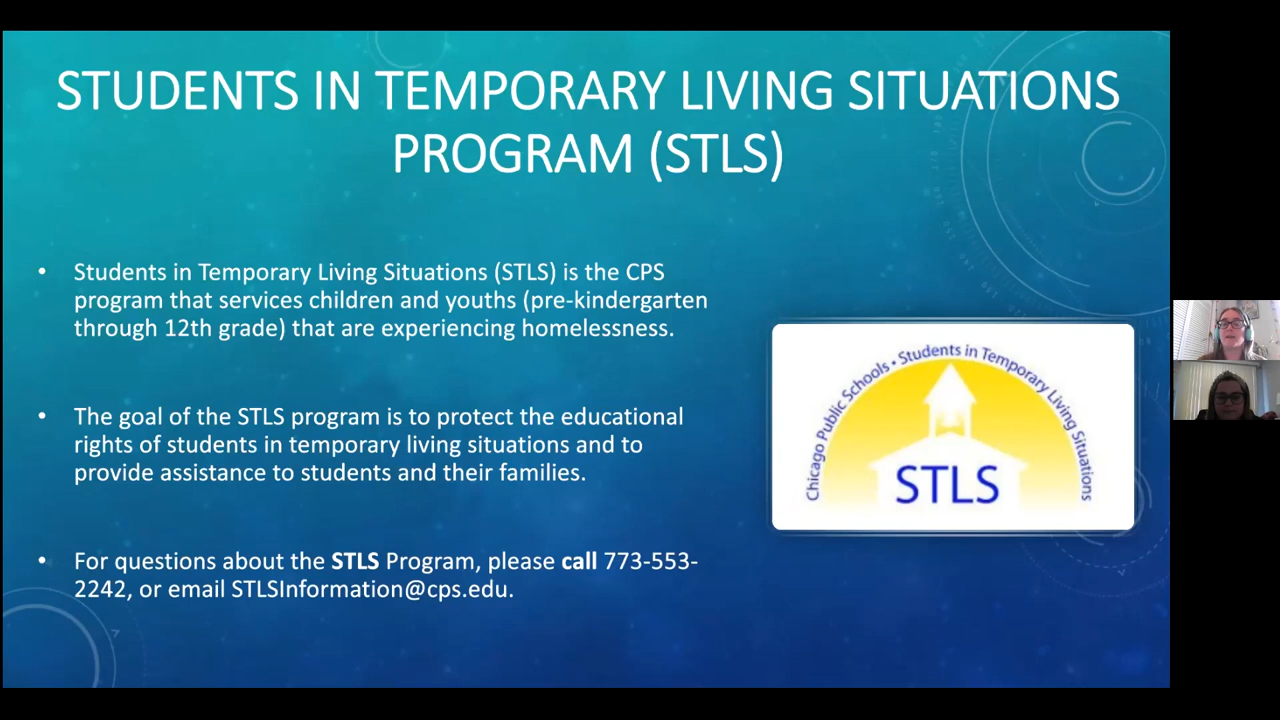 STUDENTS IN TEMPORARY LIVING SITUATIONS
PROGRAM (STLS)
• Students in Temporary Living Situations (STLS) is the CPS
program that services children and youths (pre-kindergarten
through 12th grade) that are experiencing homelessness.
• The goal of the STLS program is to protect the educational
rights of students in temporary living situations and to
provide assistance to students and their families.
• For questions about the STLS Program, please call 773-553-
2242, or email STLSInformation@cps.edu.
Chicago Public Schools • Students in Temporary Living Situations
STLS